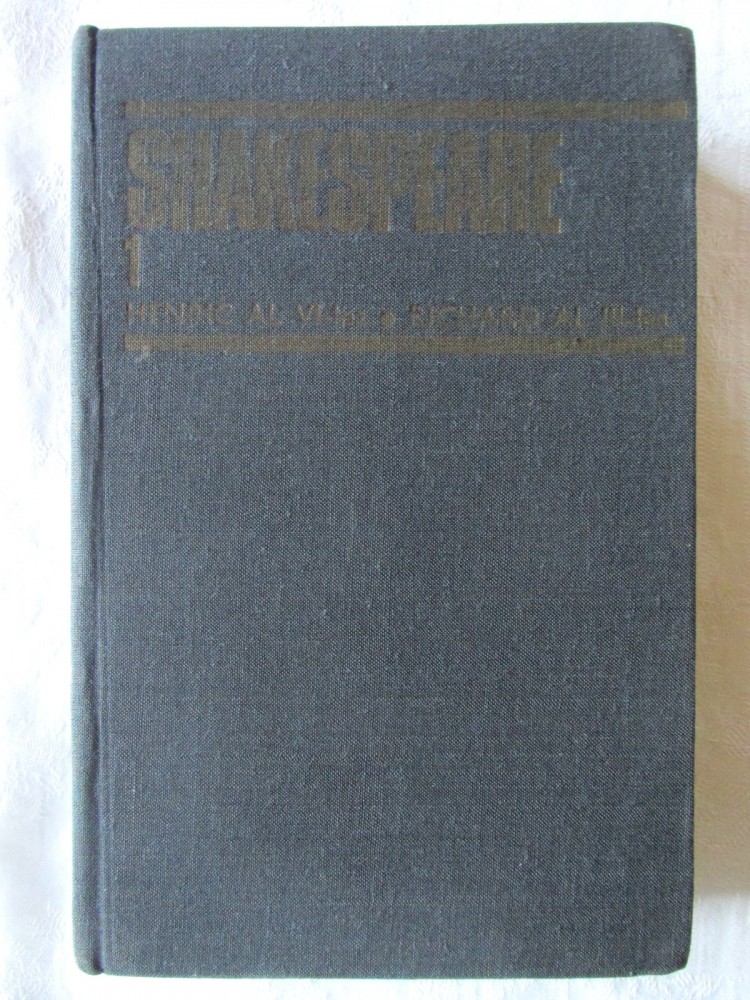 SHAKESPEARE
1
HENRIC AL VI-lea • RICHARD AL III-lea